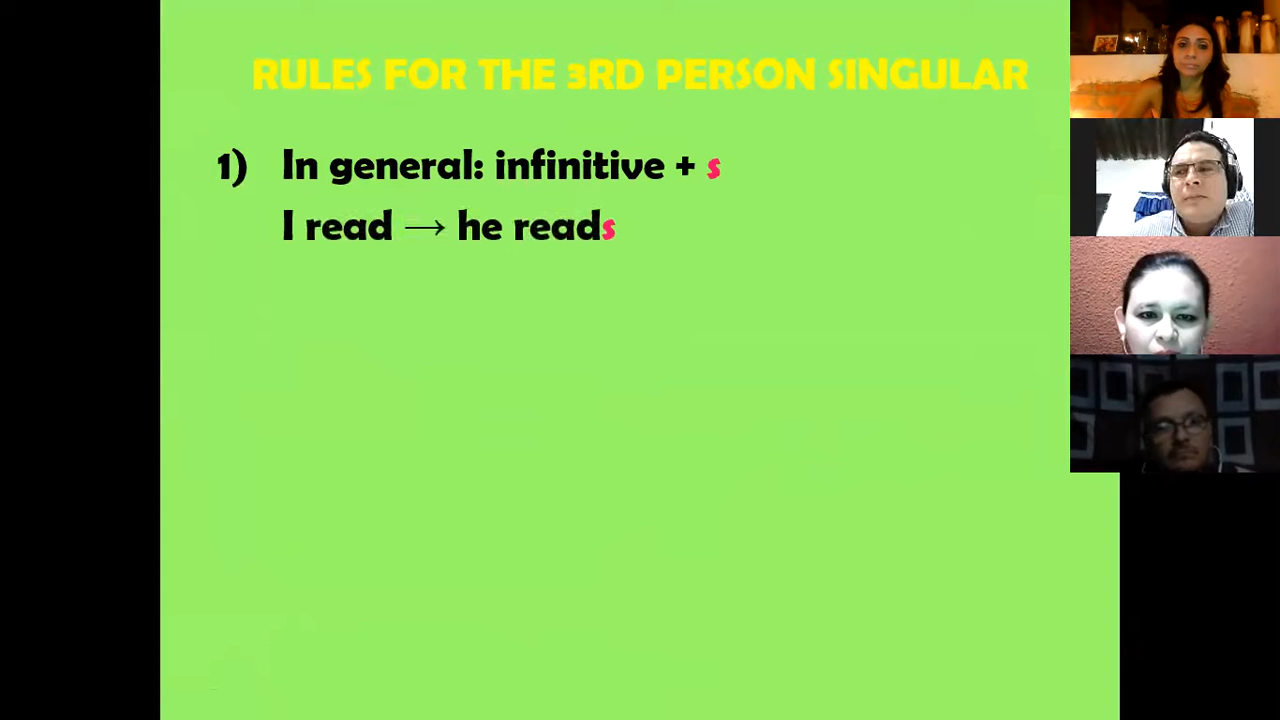 RULES FOR THE 3RD PERSON SINGULAR
1) In general: infinitive + s
I read → he reads